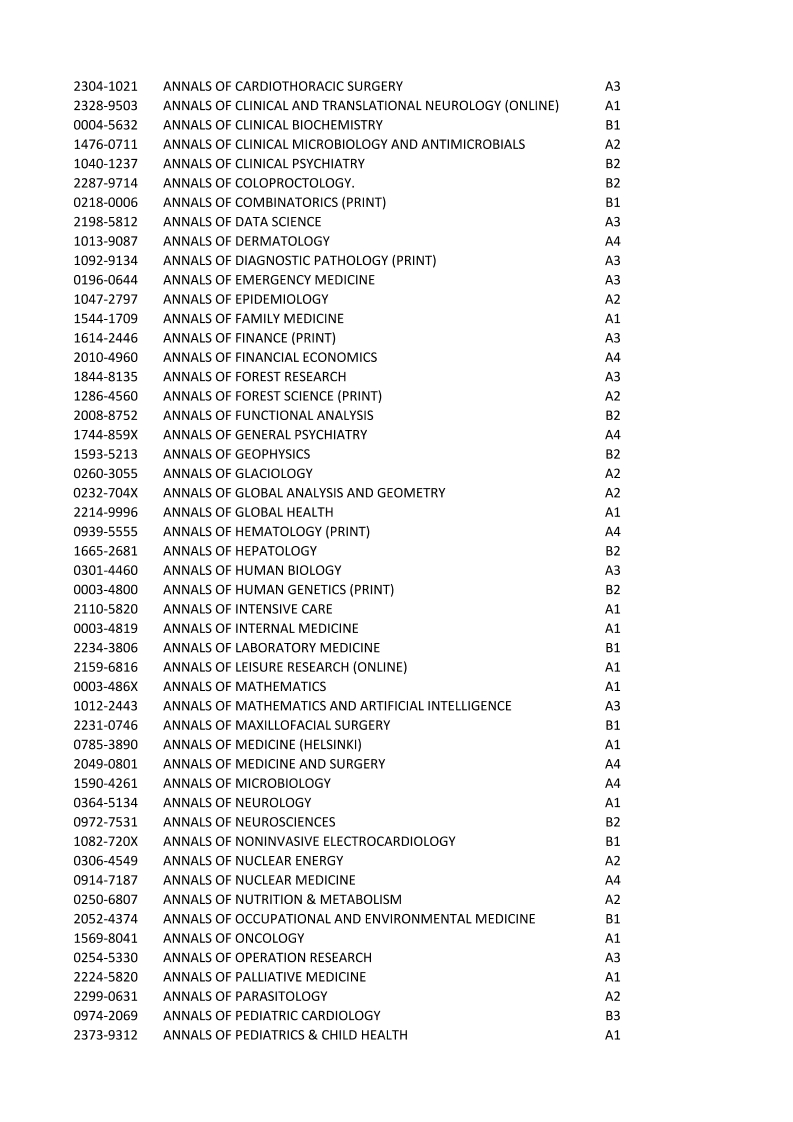 2304-1021 ANNALS OF CARDIOTHORACIC SURGERY A3
2328-9503 ANNALS OF CLINICAL AND TRANSLATIONAL NEUROLOGY (ONLINE) A1
0004-5632 ANNALS OF CLINICAL BIOCHEMISTRY B1
1476-0711 ANNALS OF CLINICAL MICROBIOLOGY AND ANTIMICROBIALS A2
1040-1237 ANNALS OF CLINICAL PSYCHIATRY B2
2287-9714 ANNALS OF COLOPROCTOLOGY. B2
0218-0006 ANNALS OF COMBINATORICS (PRINT) B1
2198-5812 ANNALS OF DATA SCIENCE A3
1013-9087 ANNALS OF DERMATOLOGY A4
1092-9134 ANNALS OF DIAGNOSTIC PATHOLOGY (PRINT) A3
0196-0644 ANNALS OF EMERGENCY MEDICINE A3
1047-2797 ANNALS OF EPIDEMIOLOGY A2
1544-1709 ANNALS OF FAMILY MEDICINE A1
1614-2446 ANNALS OF FINANCE (PRINT) A3
2010-4960 ANNALS OF FINANCIAL ECONOMICS A4
1844-8135 ANNALS OF FOREST RESEARCH A3
1286-4560 ANNALS OF FOREST SCIENCE (PRINT) A2
2008-8752 ANNALS OF FUNCTIONAL ANALYSIS B2
1744-859X ANNALS OF GENERAL PSYCHIATRY A4
1593-5213 ANNALS OF GEOPHYSICS B2
0260-3055 ANNALS OF GLACIOLOGY A2
0232-704X ANNALS OF GLOBAL ANALYSIS AND GEOMETRY A2
2214-9996 ANNALS OF GLOBAL HEALTH A1
0939-5555 ANNALS OF HEMATOLOGY (PRINT) A4
1665-2681 ANNALS OF HEPATOLOGY B2
0301-4460 ANNALS OF HUMAN BIOLOGY A3
0003-4800 ANNALS OF HUMAN GENETICS (PRINT) B2
2110-5820 ANNALS OF INTENSIVE CARE A1
0003-4819 ANNALS OF INTERNAL MEDICINE A1
2234-3806 ANNALS OF LABORATORY MEDICINE B1
2159-6816 ANNALS OF LEISURE RESEARCH (ONLINE) A1
0003-486X ANNALS OF MATHEMATICS A1
1012-2443 ANNALS OF MATHEMATICS AND ARTIFICIAL INTELLIGENCE A3
2231-0746 ANNALS OF MAXILLOFACIAL SURGERY B1
0785-3890 ANNALS OF MEDICINE (HELSINKI) A1
2049-0801 ANNALS OF MEDICINE AND SURGERY A4
1590-4261 ANNALS OF MICROBIOLOGY A4
0364-5134 ANNALS OF NEUROLOGY A1
0972-7531 ANNALS OF NEUROSCIENCES B2
1082-720X ANNALS OF NONINVASIVE ELECTROCARDIOLOGY B1
0306-4549 ANNALS OF NUCLEAR ENERGY A2
0914-7187 ANNALS OF NUCLEAR MEDICINE A4
0250-6807 ANNALS OF NUTRITION & METABOLISM A2
2052-4374 ANNALS OF OCCUPATIONAL AND ENVIRONMENTAL MEDICINE B1
1569-8041 ANNALS OF ONCOLOGY A1
0254-5330 ANNALS OF OPERATION RESEARCH A3
2224-5820 ANNALS OF PALLIATIVE MEDICINE A1
2299-0631 ANNALS OF PARASITOLOGY A2
0974-2069 ANNALS OF PEDIATRIC CARDIOLOGY B3
2373-9312 ANNALS OF PEDIATRICS & CHILD HEALTH A1